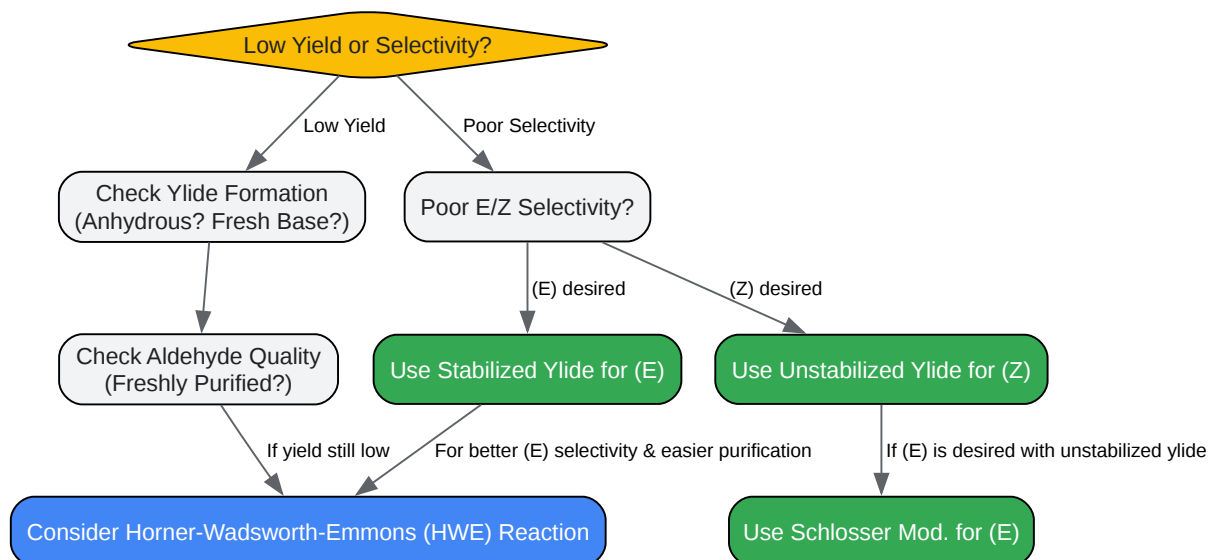 Low Yield or Selectivity?
Low Yield
Poor Selectivity
Check Ylide Formation
(Anhydrous? Fresh Base?)
Poor E/Z Selectivity?
(E) desired
(Z) desired
Check Aldehyde Quality
(Freshly Purified?)
Use Stabilized Ylide for (E)
Use Unstabilized Ylide for (Z)
If yield still low
For better (E) selectivity & easier purification
If (E) is desired with unstabilized ylide
Consider Horner-Wadsworth-Emmons (HWE) Reaction
Use Schlosser Mod. for (E)